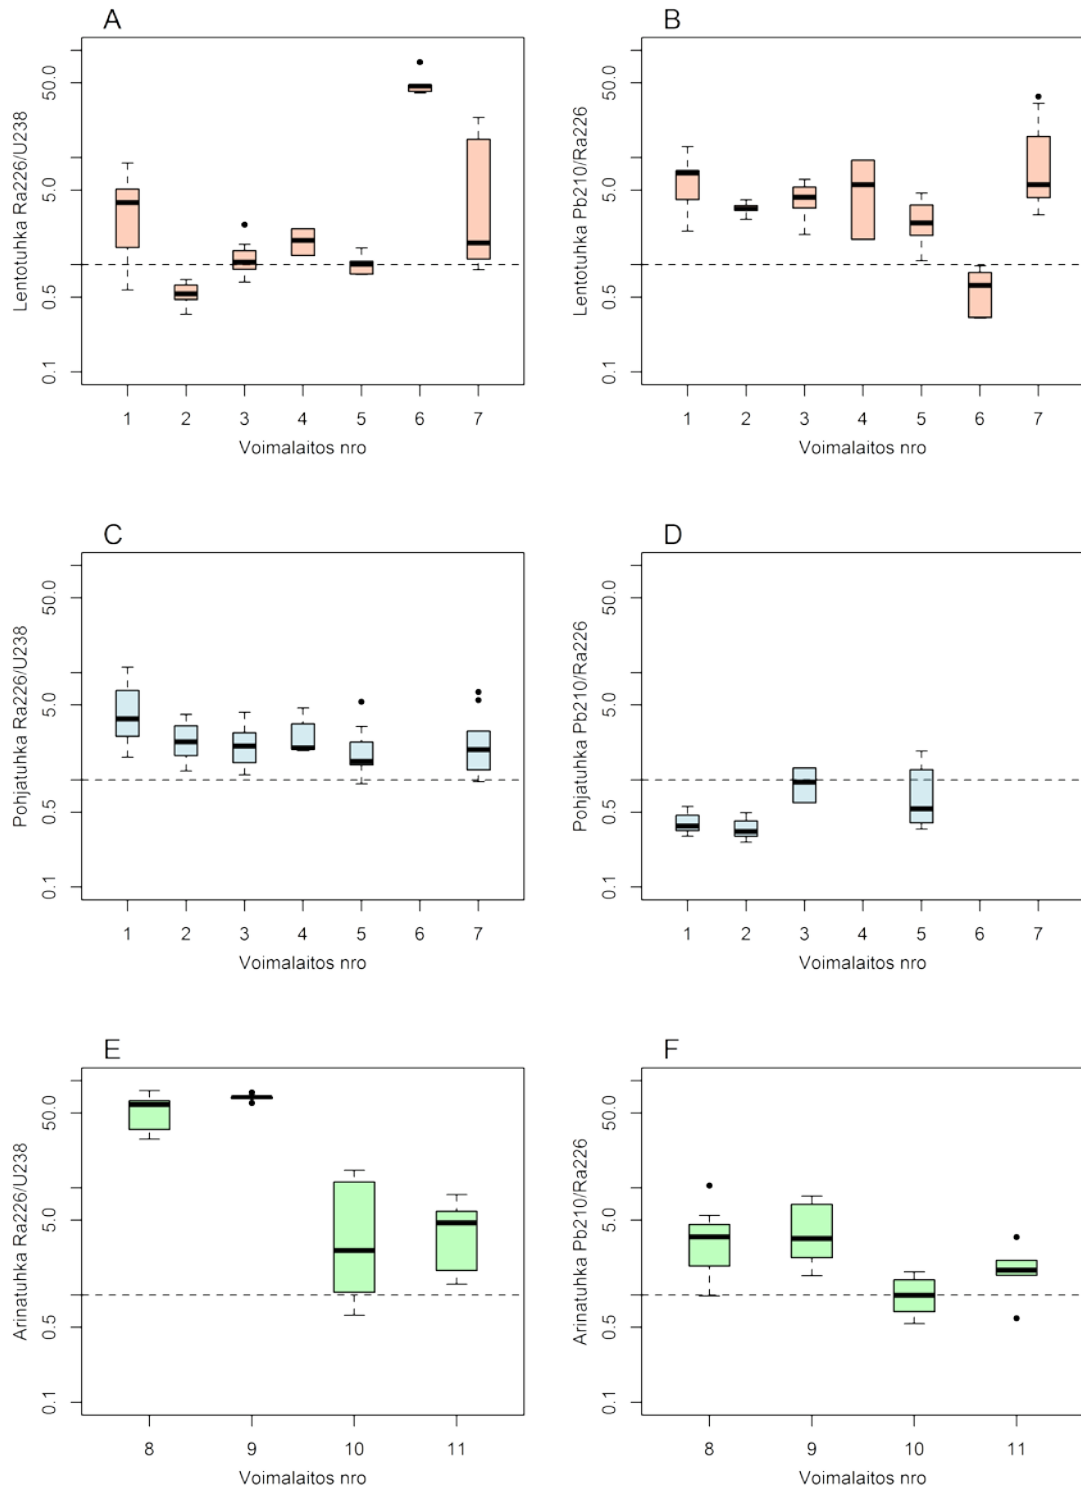 A
Lentotuhka Ra226/U238
50.0
5.0
0.5
0.1
1 2 3 4 5 6 7
Voimalaitos nro
B
Lentotuhka Pb210/Ra226
50.0
5.0
0.5
0.1
1 2 3 4 5 6 7
Voimalaitos nro
C
Pohjatuhka Ra226/U238
50.0
5.0
0.5
0.1
1 2 3 4 5 6 7
Voimalaitos nro
D
Pohjatuhka Pb210/Ra226
50.0
5.0
0.5
0.1
1 2 3 4 5 6 7
Voimalaitos nro
E
Arinatuhka Ra226/U238
50.0
5.0
0.5
0.1
8 9 10 11
Voimalaitos nro
F
Arinatuhka Pb210/Ra226
50.0
5.0
0.5
0.1
8 9 10 11
Voimalaitos nro